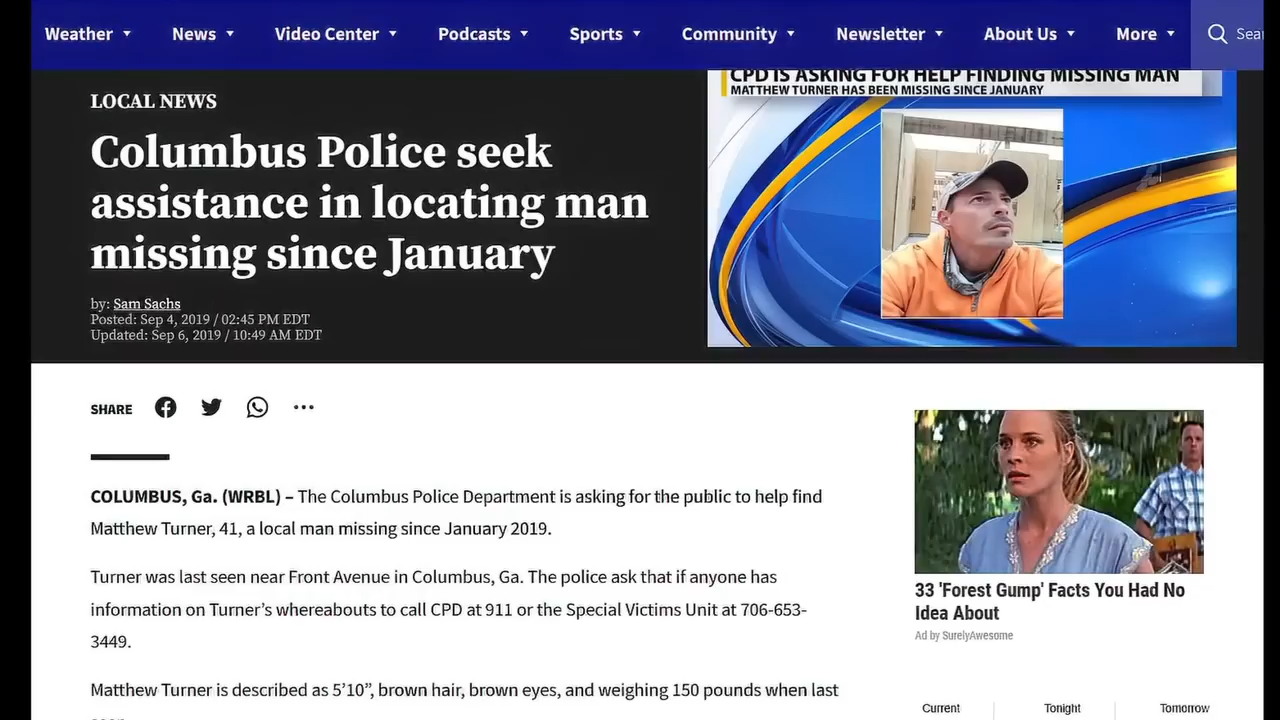 Weather News Video Center Podcasts Sports Community Newsletter About Us More
CPD IS ASKING FOR HELP FINDING MISSING MAN
MATTHEW TURNER HAS BEEN MISSING SINCE JANUARY
LOCAL NEWS
Columbus Police seek
assistance in locating man
missing since January
by: Sam Sachs
Posted: Sep 4, 2019 / 02:45 PM EDT
Updated: Sep 6, 2019 / 10:49 AM EDT
SHARE
COLUMBUS, Ga. (WRBL) – The Columbus Police Department is asking for the public to help find
Matthew Turner, 41, a local man missing since January 2019.
Turner was last seen near Front Avenue in Columbus, Ga. The police ask that if anyone has
information on Turner’s whereabouts to call CPD at 911 or the Special Victims Unit at 706-653-
3449.
Matthew Turner is described as 5’10”, brown hair, brown eyes, and weighing 150 pounds when last
33 'Forest Gump' Facts You Had No
Idea About
Ad by SurelyAwesome
Current Tonight Tomorrow